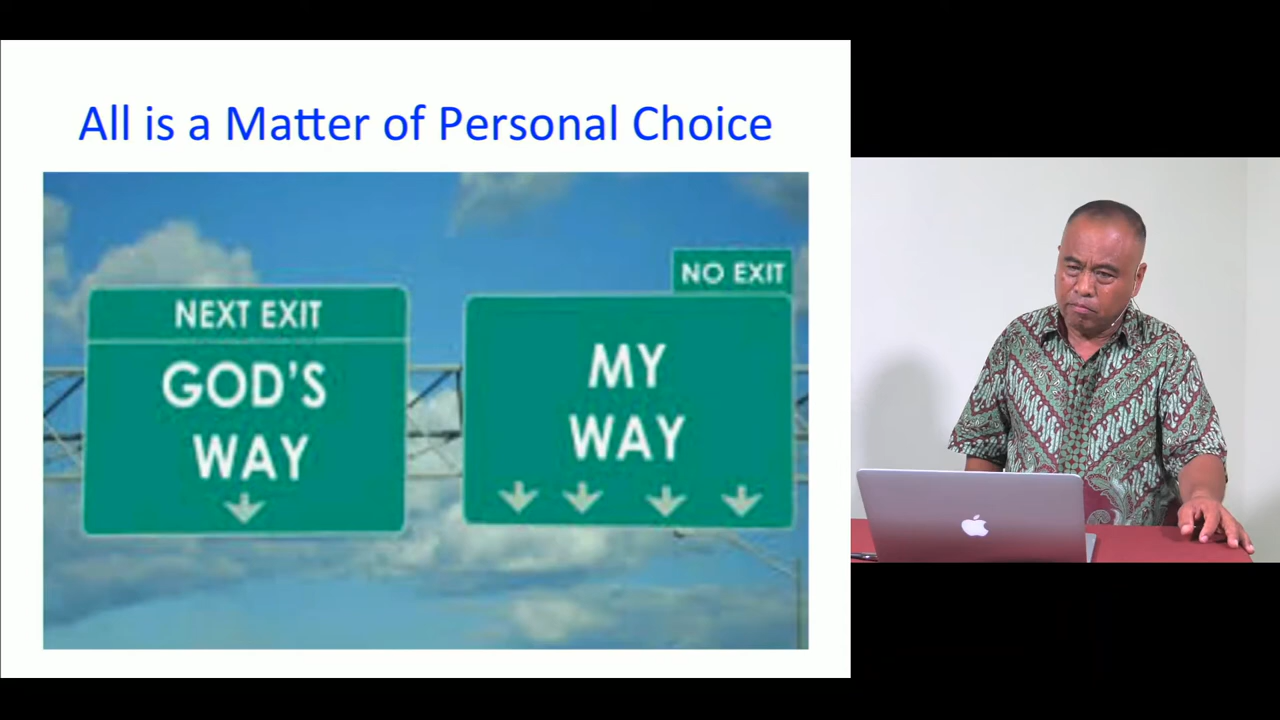 All is a Matter of Personal Choice
NEXT EXIT
GOD'S
WAY
NO EXIT
MY
WAY